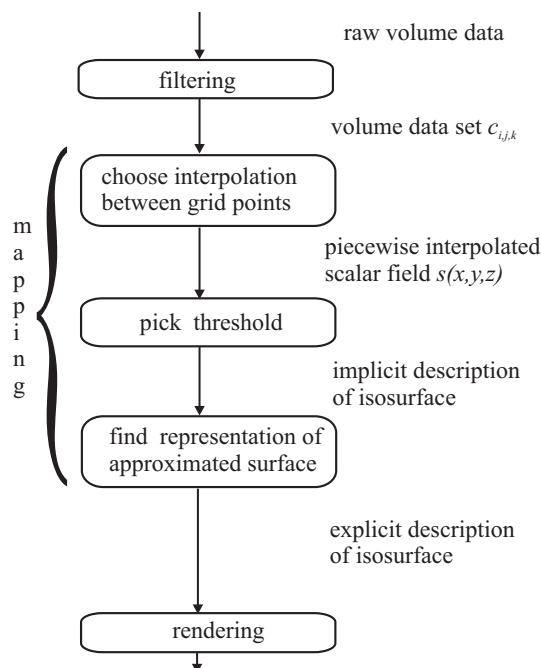 raw volume data
filtering
volume data set c i,j,k
choose interpolation
between grid points
mapping
piecewise interpolated
scalar field s(x,y,z)
pick threshold
implicit description
of isosurface
find representation of
approximated surface
explicit description
of isosurface
rendering